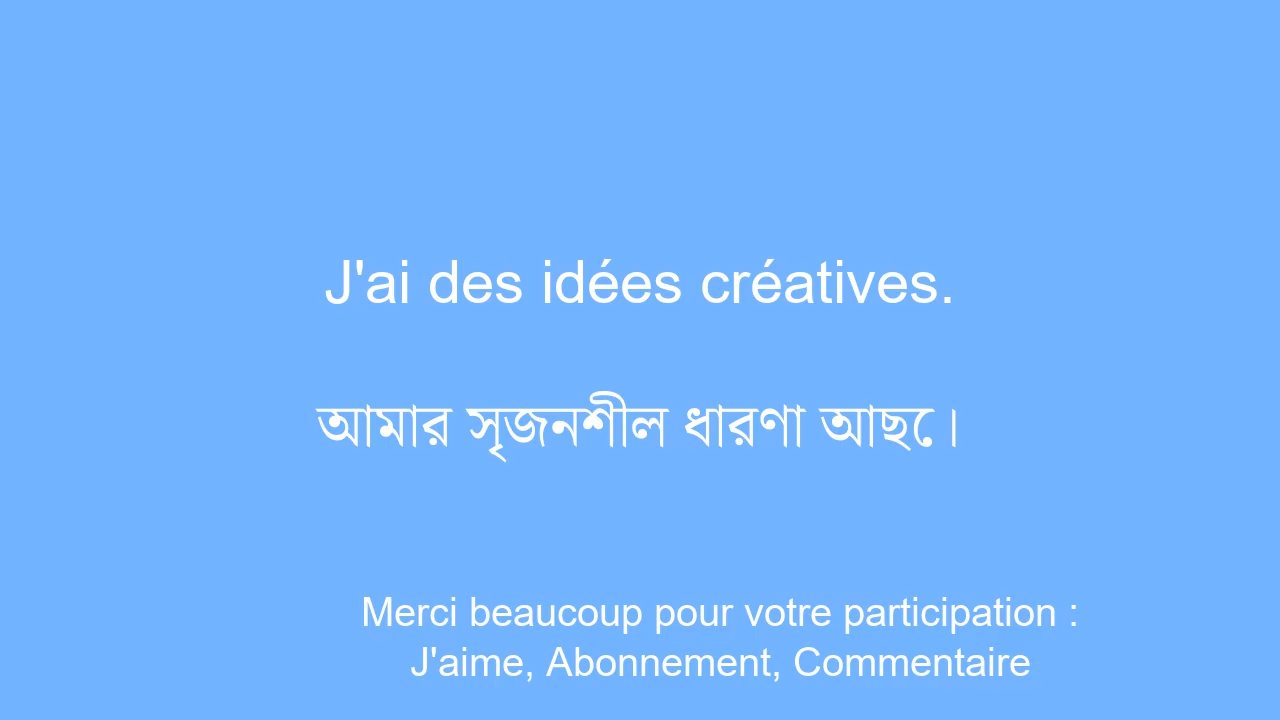 J'ai des idées créatives.
আমার সৃজনশীল ধারণা আছে।
Merci beaucoup pour votre participation :
J'aime, Abonnement, Commentaire